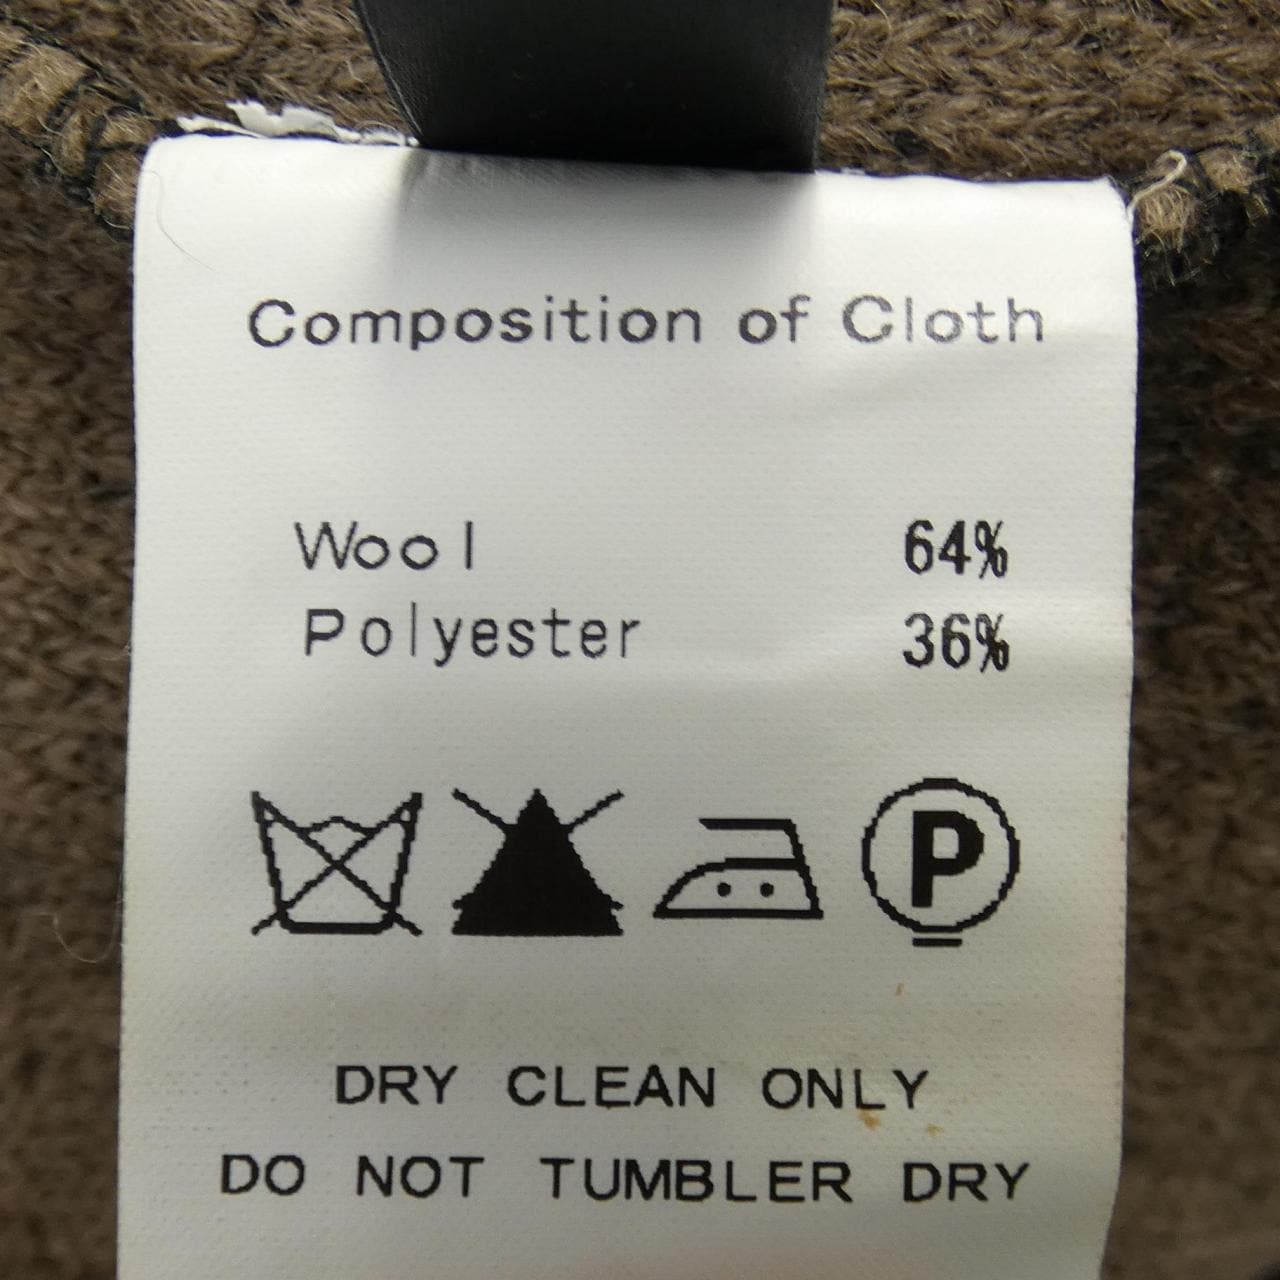 Composition of Cloth
Wool 64%
Polyester 36%
P
DRY CLEAN ONLY
DO NOT TUMBLER DRY